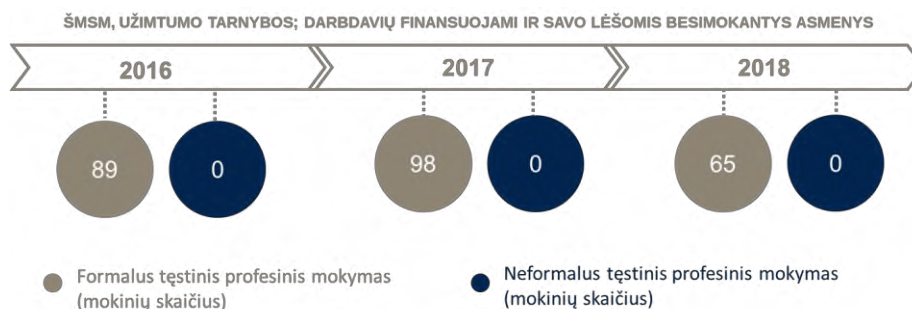 ŠMSM, UŽIMTUMO TARNYBOS; DARBDAVIŲ FINANSUOJAMI IR SAVO LĖŠOMIS BESIMOKANTYS ASMENYS
2016 2017 2018
89 0 98 0 65 0
Formalus tęstinis profesinis mokymas
(mokinių skaičius)
Neformalus tęstinis profesinis mokymas
(mokinių skaičius)